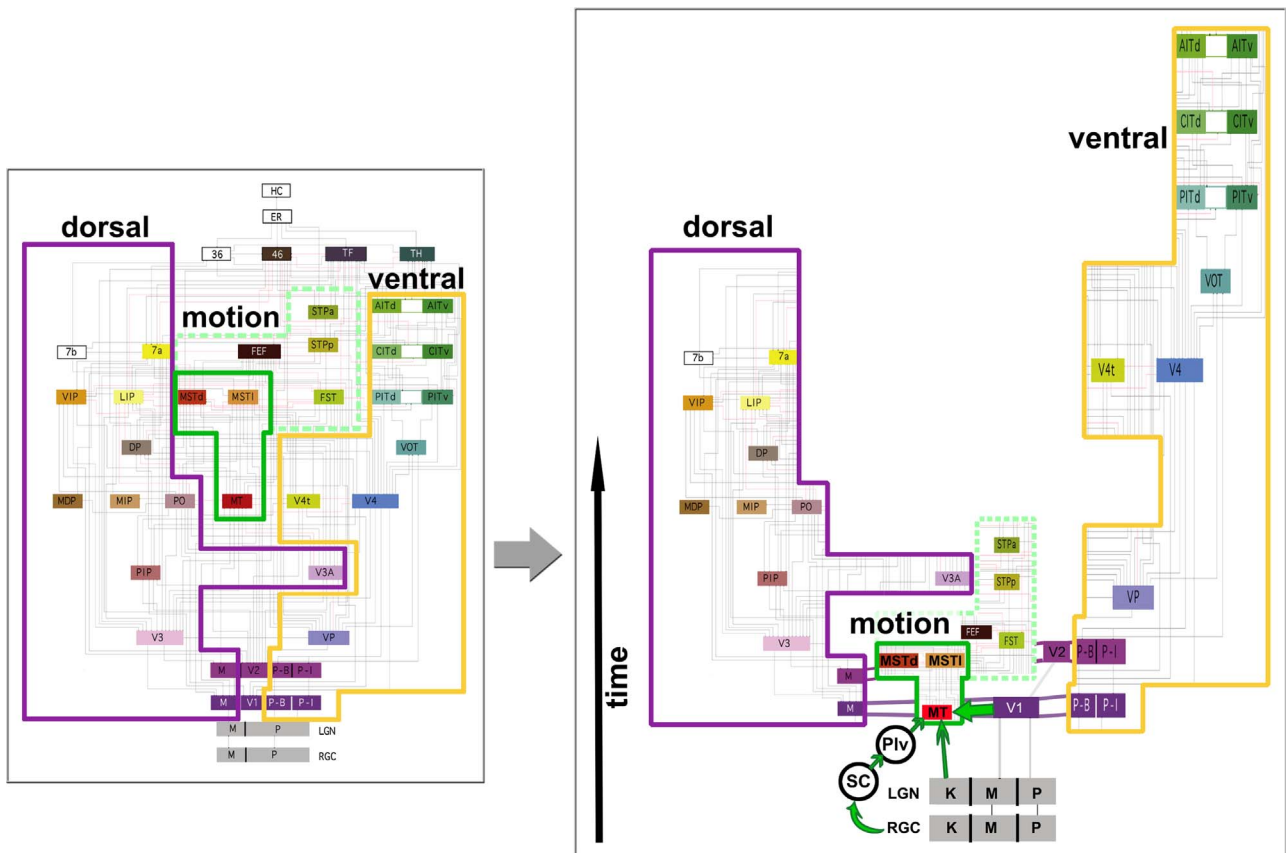 HC
ER
dorsal
36 46 TF TH
ventral
motion
STPa
AITd AITv
STPp
7b 7a FEF
CITd CITv
VIP LIP MSTd MSTl FST PITd PITv
DP VOT
MDP MIP PO MT V4t V4
PIP V3A
V3 VP
M V2 P-B P-I
M V1 P-B P-I
M P LGN
M P RGC
AITd AITv
ventral
CITd CITv
PITd PITv
dorsal
VOT
7b 7a
V4t V4
VIP LIP
DP
MDP MIP PO
STPa
PIP V3A STPp
VP
motion
V3 FEF FST
V2 P-B P-I
MSTd MSTl
M
time
M MT V1 P-B P-I
Plv
SC
LGN K M P
RGC K M P